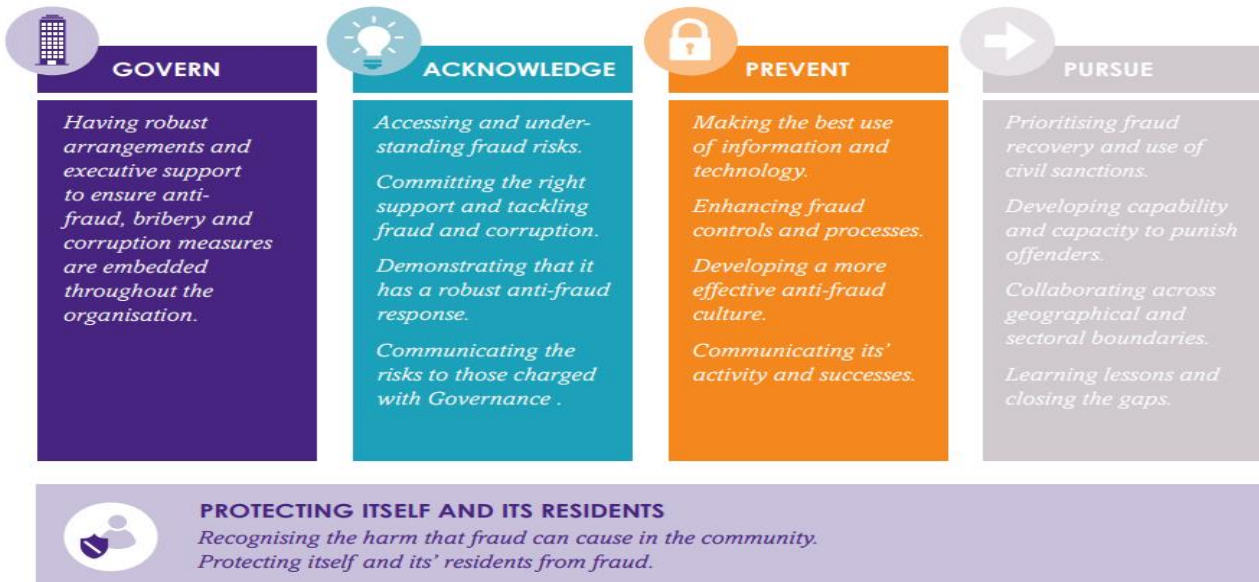 GOVERN
Having robust
arrangements and
executive support
to ensure anti-
fraud, bribery and
corruption measures
are embedded
throughout the
organisation.
ACKNOWLEDGE
Accessing and under-
standing fraud risks.
Committing the right
support and tackling
fraud and corruption.
Demonstrating that it
has a robust anti-fraud
response.
Communicating the
risks to those charged
with Governance .
PREVENT
Making the best use
of information and
technology.
Enhancing fraud
controls and processes.
Developing a more
effective anti-fraud
culture.
Communicating its’
activity and successes.
PURSUE
Prioritising fraud
recovery and use of
civil sanctions.
Developing capability
and capacity to punish
offenders.
Collaborating across
geographical and
sectoral boundaries.
Learning lessons and
closing the gaps.
PROTECTING ITSELF AND ITS RESIDENTS
Recognising the harm that fraud can cause in the community.
Protecting itself and its’ residents from fraud.